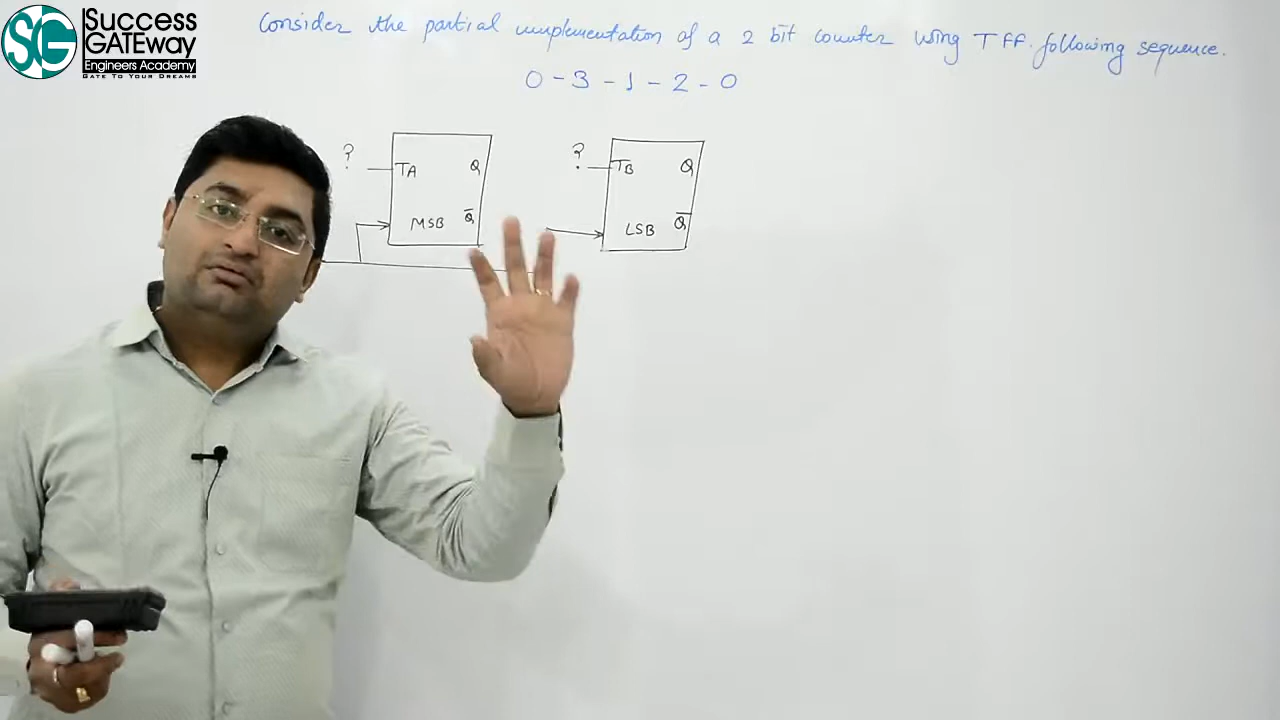 SG Success GATEway
Engineers Academy
GATE TO YOUR DREAMS
Consider the partial implementation of a 2 bit counter using T FF. following sequence.
0 - 3 - 1 - 2 - 0
? TA Q
MSB Q̅
? TB Q
LSB Q̅